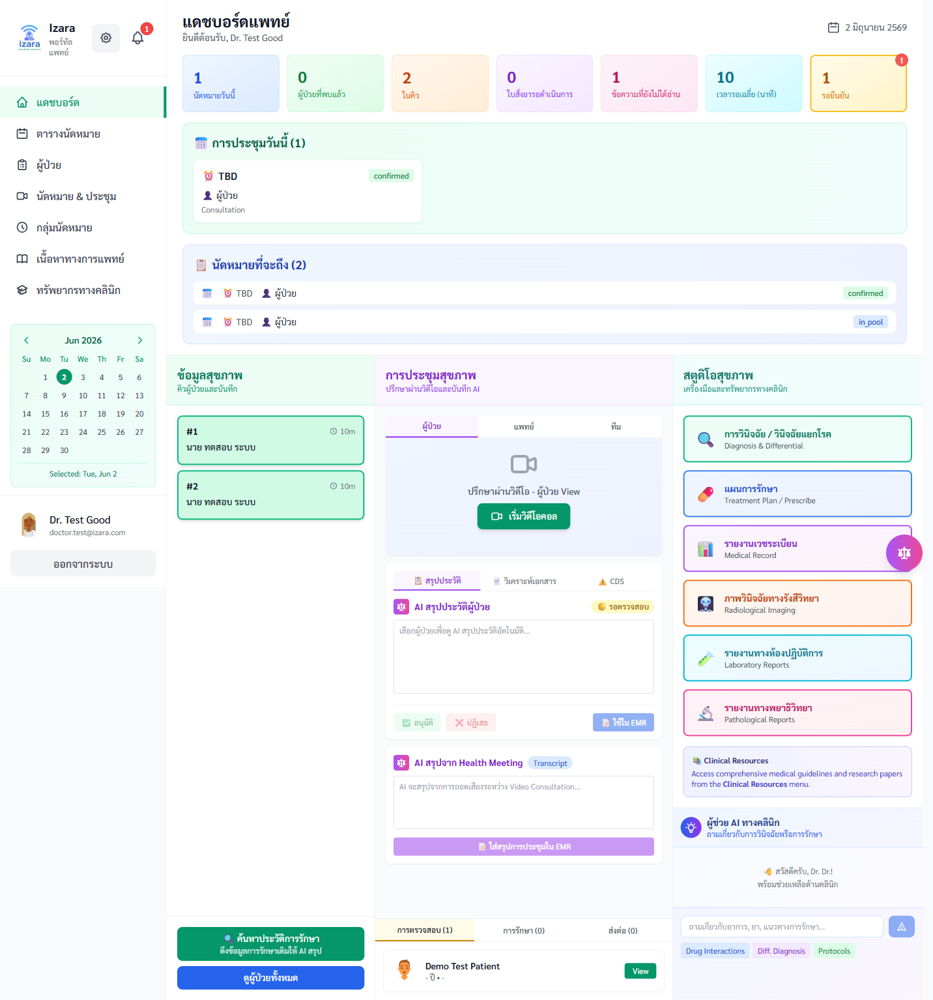 izara
Izara
พอร์ทัล
แพทย์
1
แดชบอร์ด
ตารางนัดหมาย
ผู้ป่วย
นัดหมาย & ประชุม
กลุ่มนัดหมาย
เนื้อหาทางการแพทย์
ทรัพยากรทางคลินิก
Jun 2026
Su Mo Tu We Th Fr Sa
1 2 3 4 5 6
7 8 9 10 11 12 13
14 15 16 17 18 19 20
21 22 23 24 25 26 27
28 29 30
Selected: Tue, Jun 2
Dr. Test Good
doctor.test@izara.com
ออกจากระบบ
แดชบอร์ดแพทย์
ยินดีต้อนรับ, Dr. Test Good
2 มิถุนายน 2569
1
นัดหมายวันนี้
0
ผู้ป่วยที่พบแล้ว
2
ในคิว
0
ใบสั่งยารอดำเนินการ
1
ข้อความที่ยังไม่ได้อ่าน
10
เวลารอเฉลี่ย (นาที)
!
1
รอยืนยัน
การประชุมวันนี้ (1)
TBD confirmed
ผู้ป่วย
Consultation
นัดหมายที่จะถึง (2)
TBD ผู้ป่วย confirmed
TBD ผู้ป่วย in_pool
ข้อมูลสุขภาพ
คิวผู้ป่วยและบันทึก
#1 10m
นาย ทดสอบ ระบบ
#2 10m
นาย ทดสอบ ระบบ
ค้นหาประวัติการรักษา
ดึงข้อมูลการรักษาเดิมให้ AI สรุป
ดูผู้ป่วยทั้งหมด
การประชุมสุขภาพ
ปรึกษาผ่านวิดีโอและบันทึก AI
ผู้ป่วย แพทย์ ทีม
ปรึกษาผ่านวิดีโอ - ผู้ป่วย View
เริ่มวิดีโอคอล
สรุปประวัติ วิเคราะห์เอกสาร CDS
AI สรุปประวัติผู้ป่วย รอตรวจสอบ
เลือกผู้ป่วยเพื่อดู AI สรุปประวัติอัตโนมัติ...
อนุมัติ ปฏิเสธ ใช้ใน EMR
AI สรุปจาก Health Meeting Transcript
AI จะสรุปจากการถอดเสียงระหว่าง Video Consultation...
ใส่สรุปการประชุมใน EMR
การตรวจสอบ (1) การรักษา (0) ส่งต่อ (0)
Demo Test Patient
- ปี • -
View
สตูดิโอสุขภาพ
เครื่องมือและทรัพยากรทางคลินิก
การวินิจฉัย / วินิจฉัยแยกโรค
Diagnosis & Differential
แผนการรักษา
Treatment Plan / Prescribe
รายงานเวชระเบียน
Medical Record
ภาพวินิจฉัยทางรังสีวิทยา
Radiological Imaging
รายงานทางห้องปฏิบัติการ
Laboratory Reports
รายงานทางพยาธิวิทยา
Pathological Reports
Clinical Resources
Access comprehensive medical guidelines and research papers
from the Clinical Resources menu.
ผู้ช่วย AI ทางคลินิก
ถามเกี่ยวกับการวินิจฉัยหรือการรักษา
สวัสดีครับ, Dr. Dr.!
พร้อมช่วยเหลือด้านคลินิก
ถามเกี่ยวกับอาการ, ยา, แนวทางการรักษา...
Drug Interactions Diff. Diagnosis Protocols